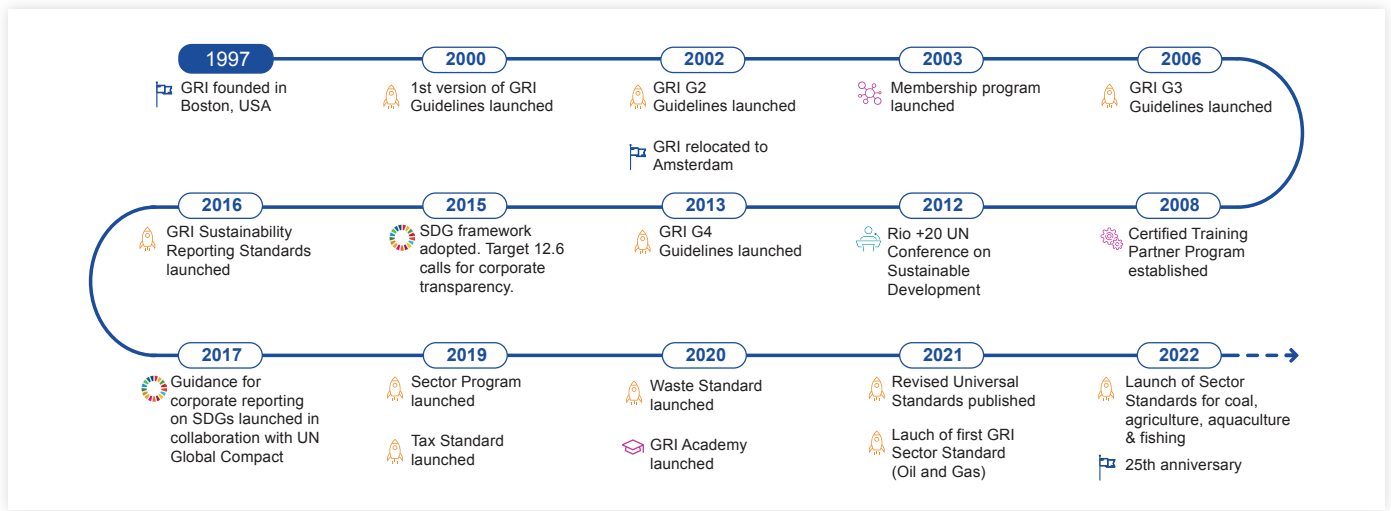 1997
GRI founded in
Boston, USA
2000
1st version of GRI
Guidelines launched
2002
GRI G2
Guidelines launched
GRI relocated to
Amsterdam
2003
Membership program
launched
2006
GRI G3
Guidelines launched
2008
Certified Training
Partner Program
established
2012
Rio +20 UN
Conference on
Sustainable
Development
2013
GRI G4
Guidelines launched
2015
SDG framework
adopted. Target 12.6
calls for corporate
transparency.
2016
GRI Sustainability
Reporting Standards
launched
2017
Guidance for
corporate reporting
on SDGs launched in
collaboration with UN
Global Compact
2019
Sector Program
launched
Tax Standard
launched
2020
Waste Standard
launched
GRI Academy
launched
2021
Revised Universal
Standards published
Lauch of first GRI
Sector Standard
(Oil and Gas)
2022
Launch of Sector
Standards for coal,
agriculture, aquaculture
& fishing
25th anniversary